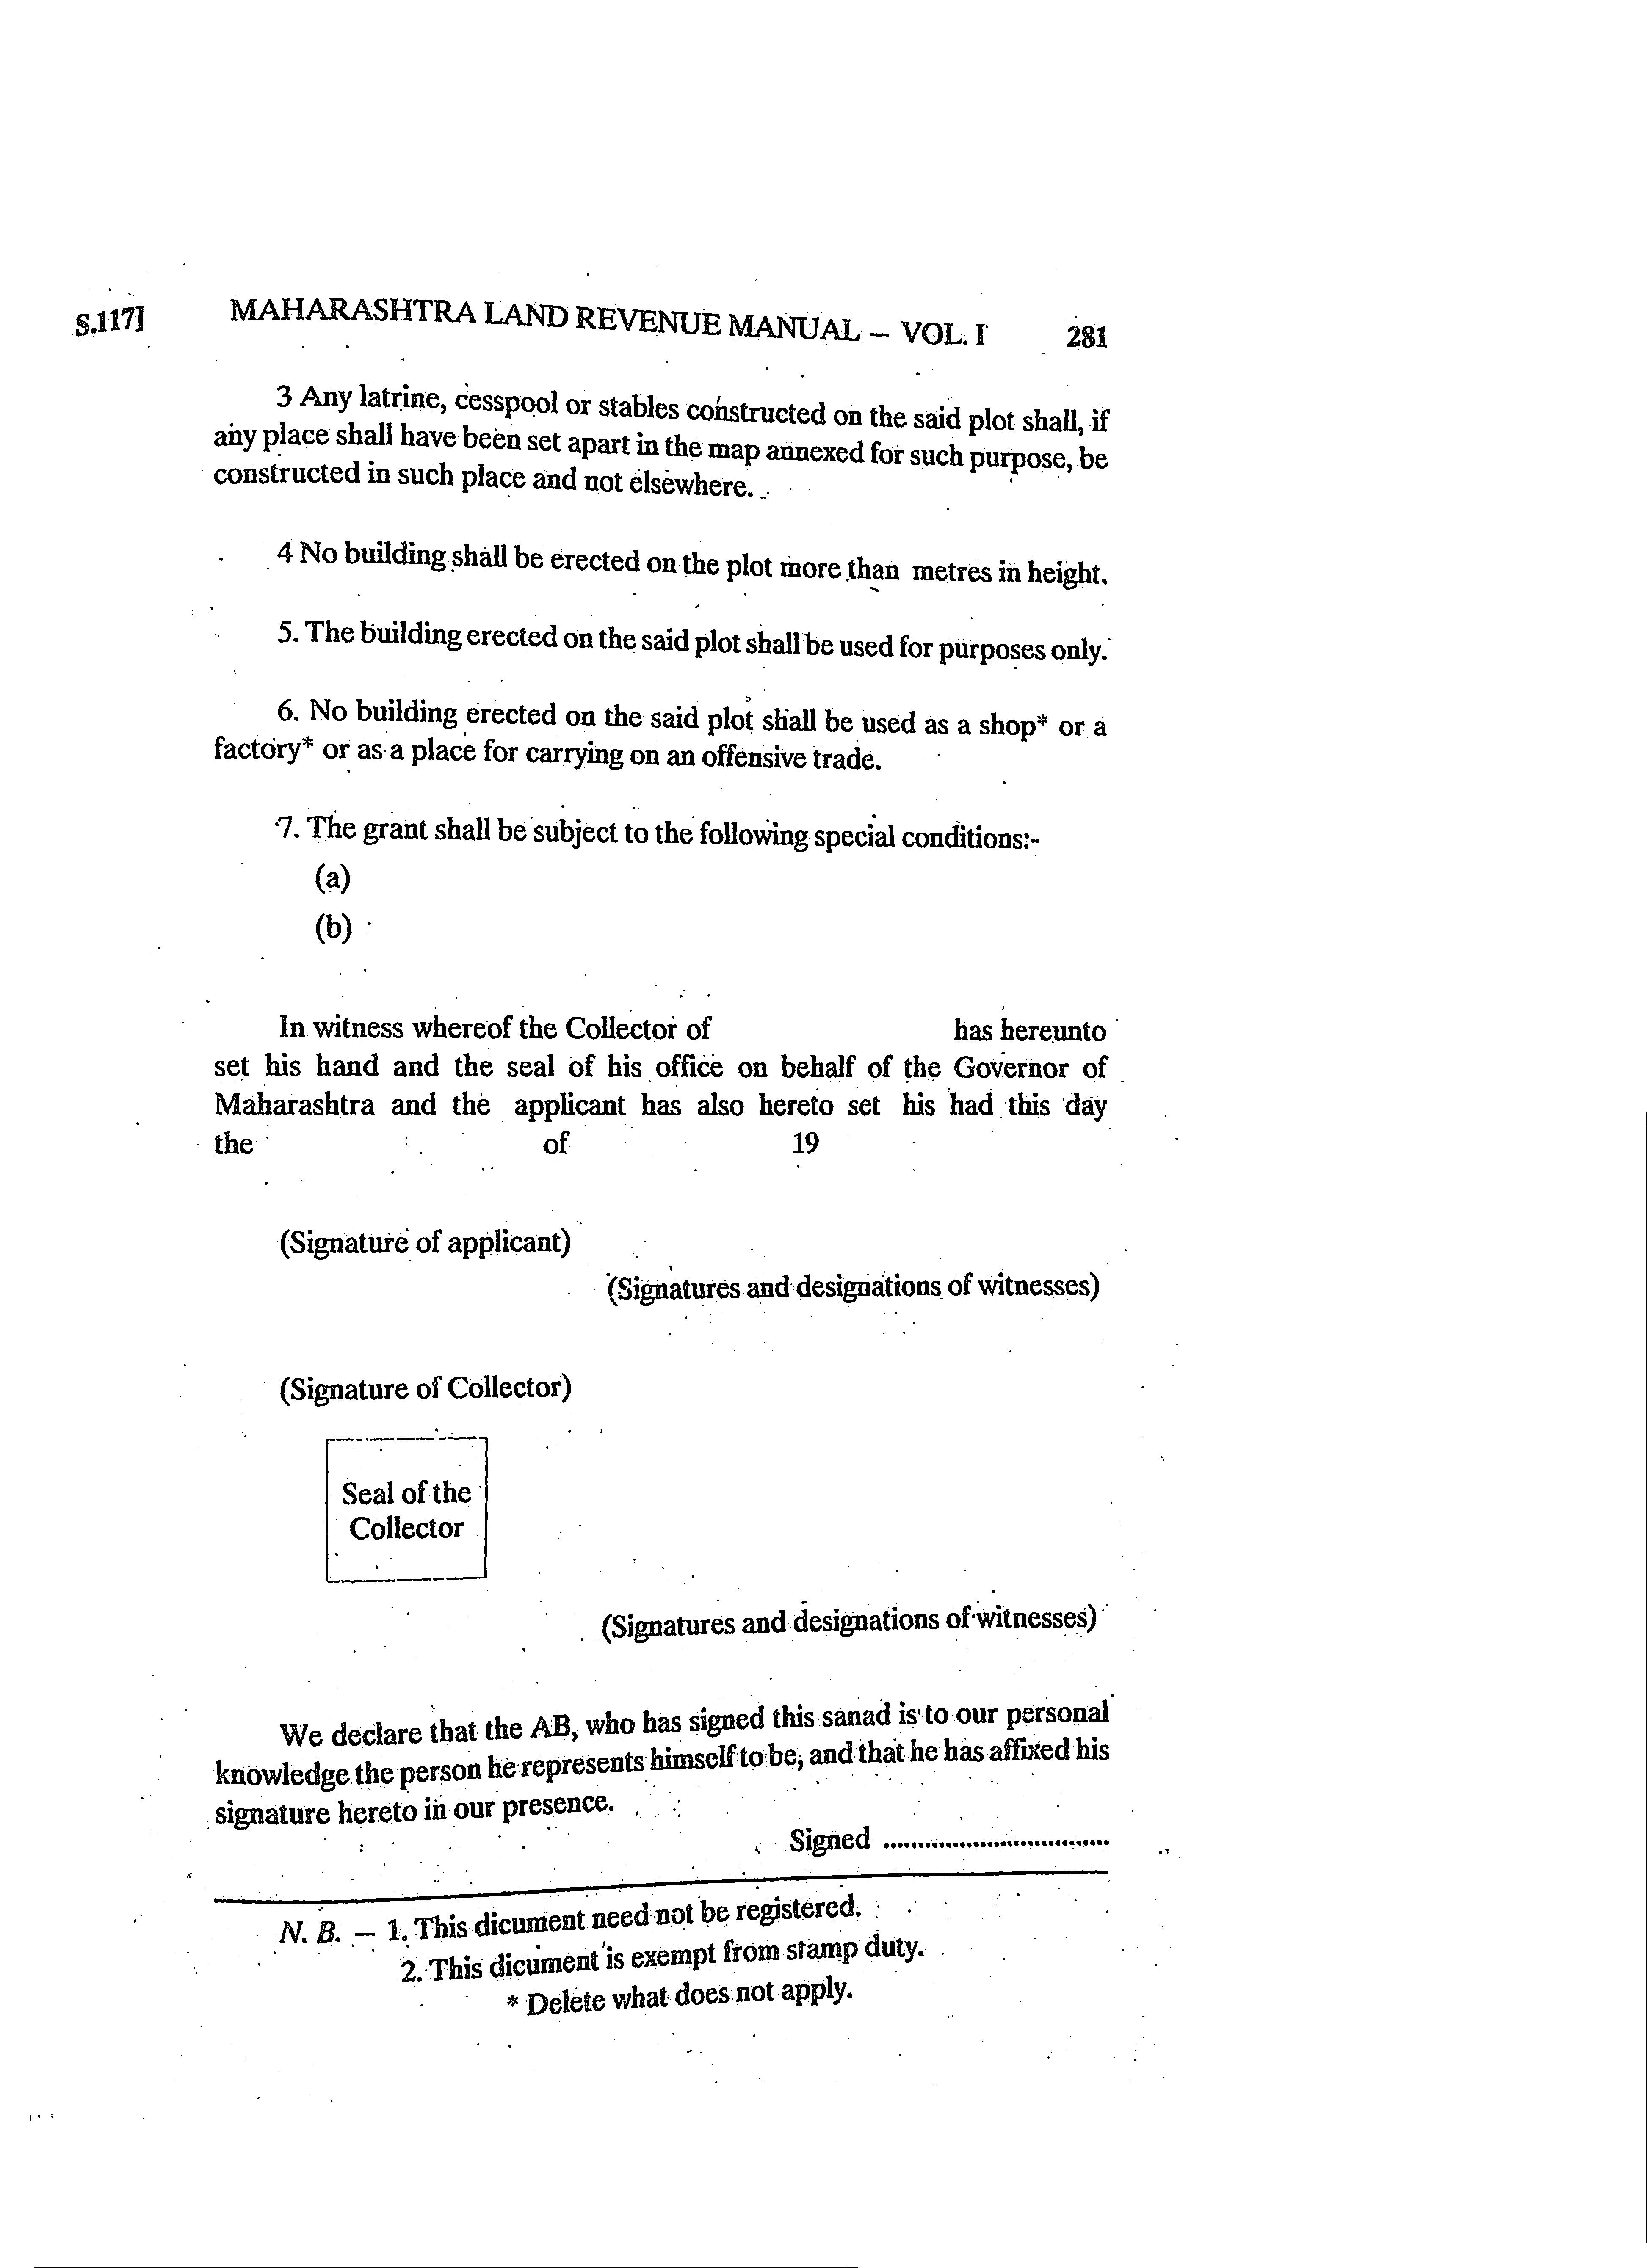 S.117] MAHARASHTRA LAND REVENUE MANUAL – VOL. I 281
3 Any latrine, cesspool or stables constructed on the said plot shall, if
any place shall have been set apart in the map annexed for such purpose, be
constructed in such place and not elsewhere.
4 No building shall be erected on the plot more than metres in height.
5. The building erected on the said plot shall be used for purposes only.
6. No building erected on the said plot shall be used as a shop* or a
factory* or as a place for carrying on an offensive trade.
7. The grant shall be subject to the following special conditions:-
(a)
(b)
In witness whereof the Collector of has hereunto
set his hand and the seal of his office on behalf of the Governor of
Maharashtra and the applicant has also hereto set his had this day
the of 19
(Signature of applicant)
(Signatures and designations of witnesses)
(Signature of Collector)
Seal of the
Collector
(Signatures and designations of witnesses)
We declare that the AB, who has signed this sanad is to our personal
knowledge the person he represents himself to be, and that he has affixed his
signature hereto in our presence.
Signed ..................................
N. B. – 1. This dicument need not be registered.
2. This dicument is exempt from stamp duty.
* Delete what does not apply.